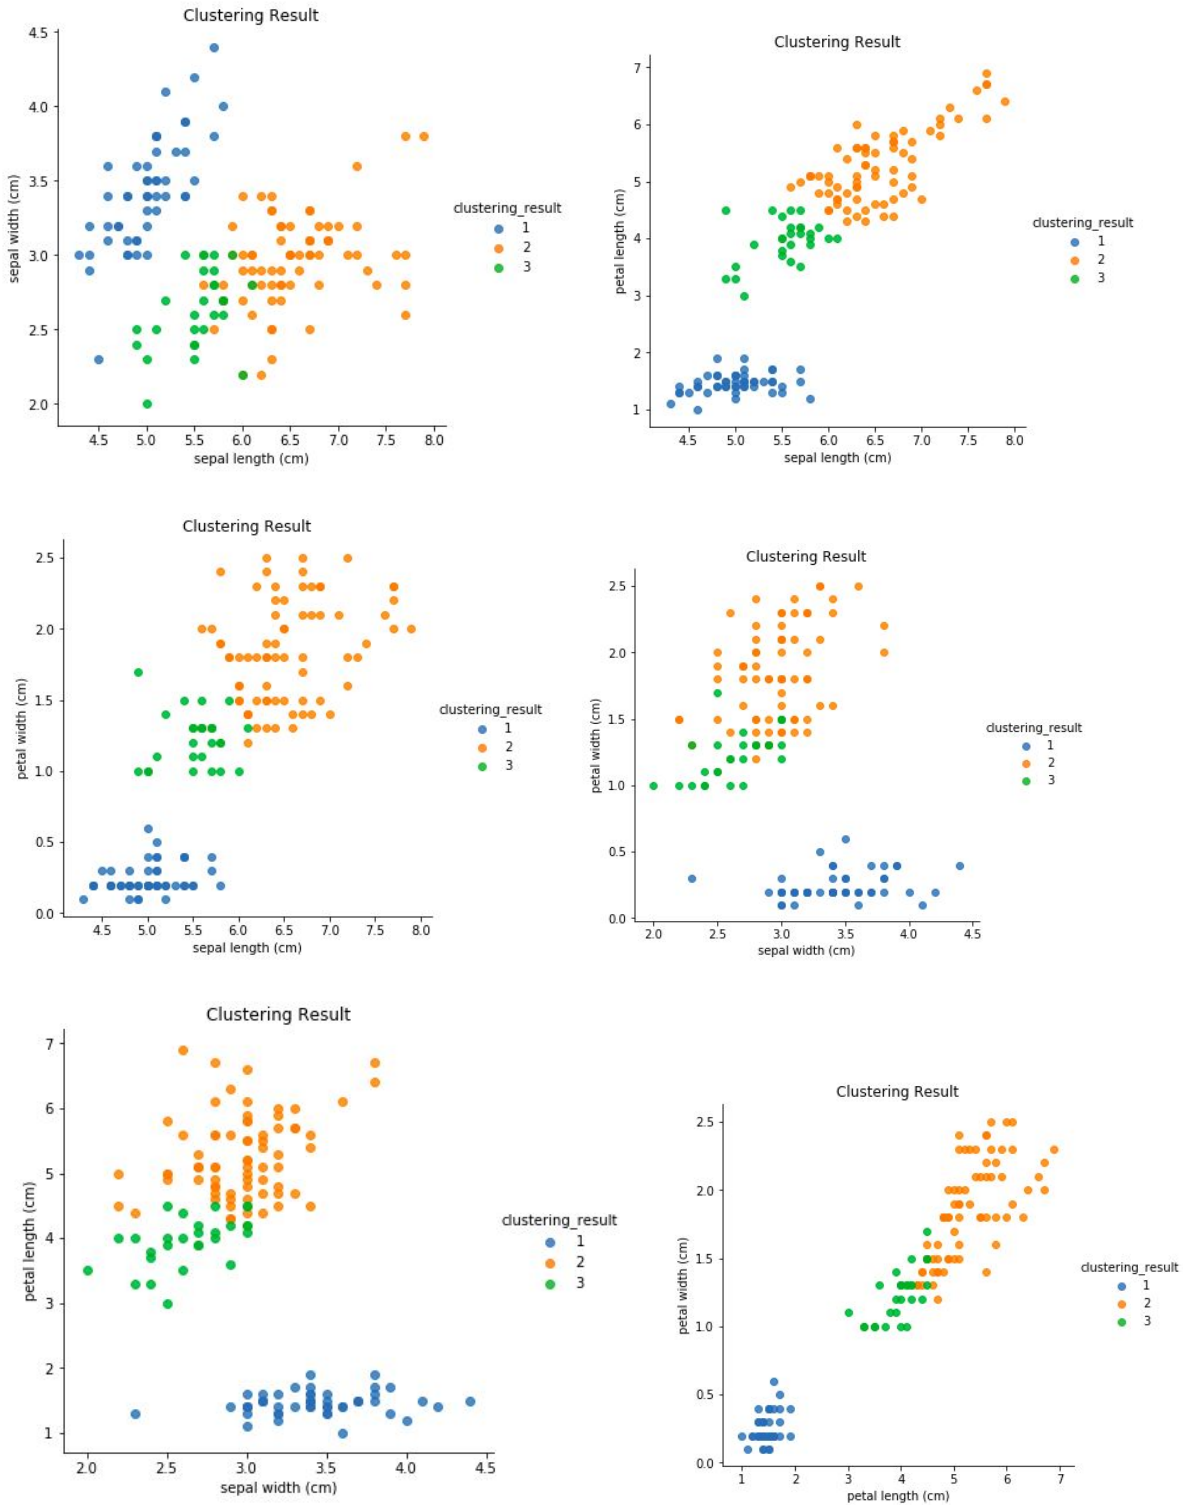 Clustering Result
4.5
4.0
3.5
3.0
2.5
2.0
sepal width (cm)
4.5 5.0 5.5 6.0 6.5 7.0 7.5 8.0
sepal length (cm)
clustering_result
1
2
3
Clustering Result
7
6
5
4
3
2
1
petal length (cm)
4.5 5.0 5.5 6.0 6.5 7.0 7.5 8.0
sepal length (cm)
clustering_result
1
2
3
Clustering Result
2.5
2.0
1.5
1.0
0.5
0.0
petal width (cm)
4.5 5.0 5.5 6.0 6.5 7.0 7.5 8.0
sepal length (cm)
clustering_result
1
2
3
Clustering Result
2.5
2.0
1.5
1.0
0.5
0.0
petal width (cm)
2.0 2.5 3.0 3.5 4.0 4.5
sepal width (cm)
clustering_result
1
2
3
Clustering Result
7
6
5
4
3
2
1
petal length (cm)
2.0 2.5 3.0 3.5 4.0 4.5
sepal width (cm)
clustering_result
1
2
3
Clustering Result
2.5
2.0
1.5
1.0
0.5
0.0
petal width (cm)
1 2 3 4 5 6 7
petal length (cm)
clustering_result
1
2
3